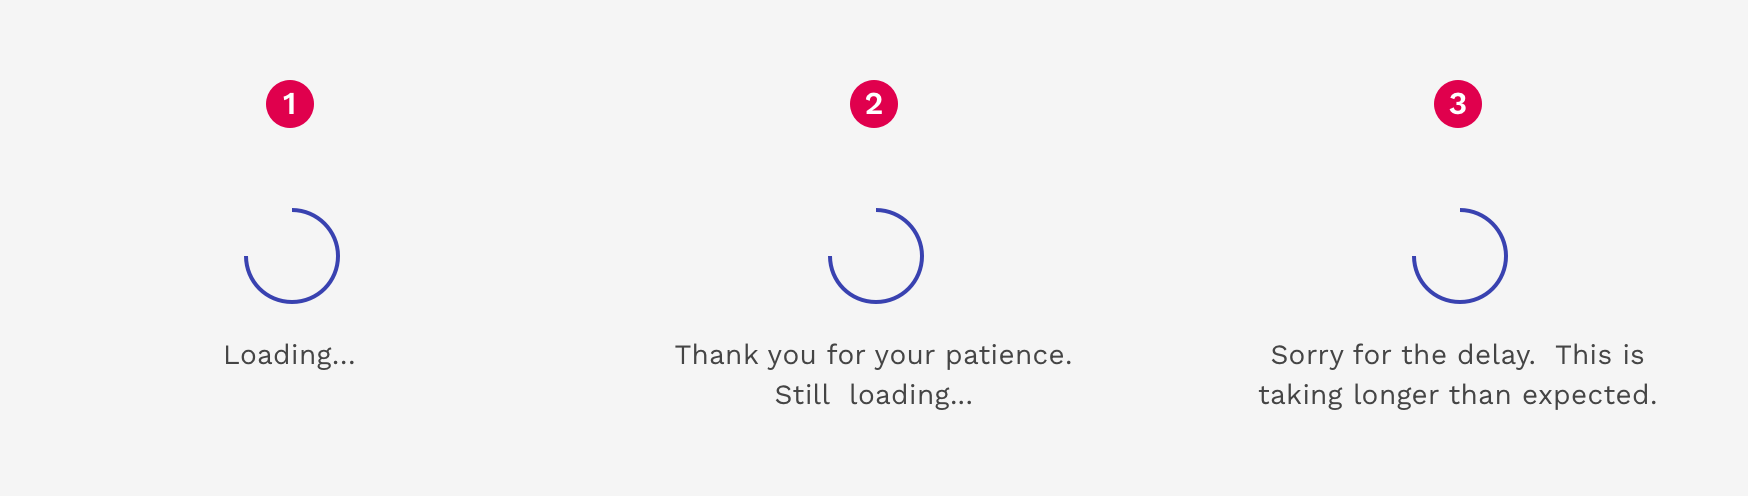 1
Loading...
2
Thank you for your patience.
Still  loading...
3
Sorry for the delay.  This is
taking longer than expected.